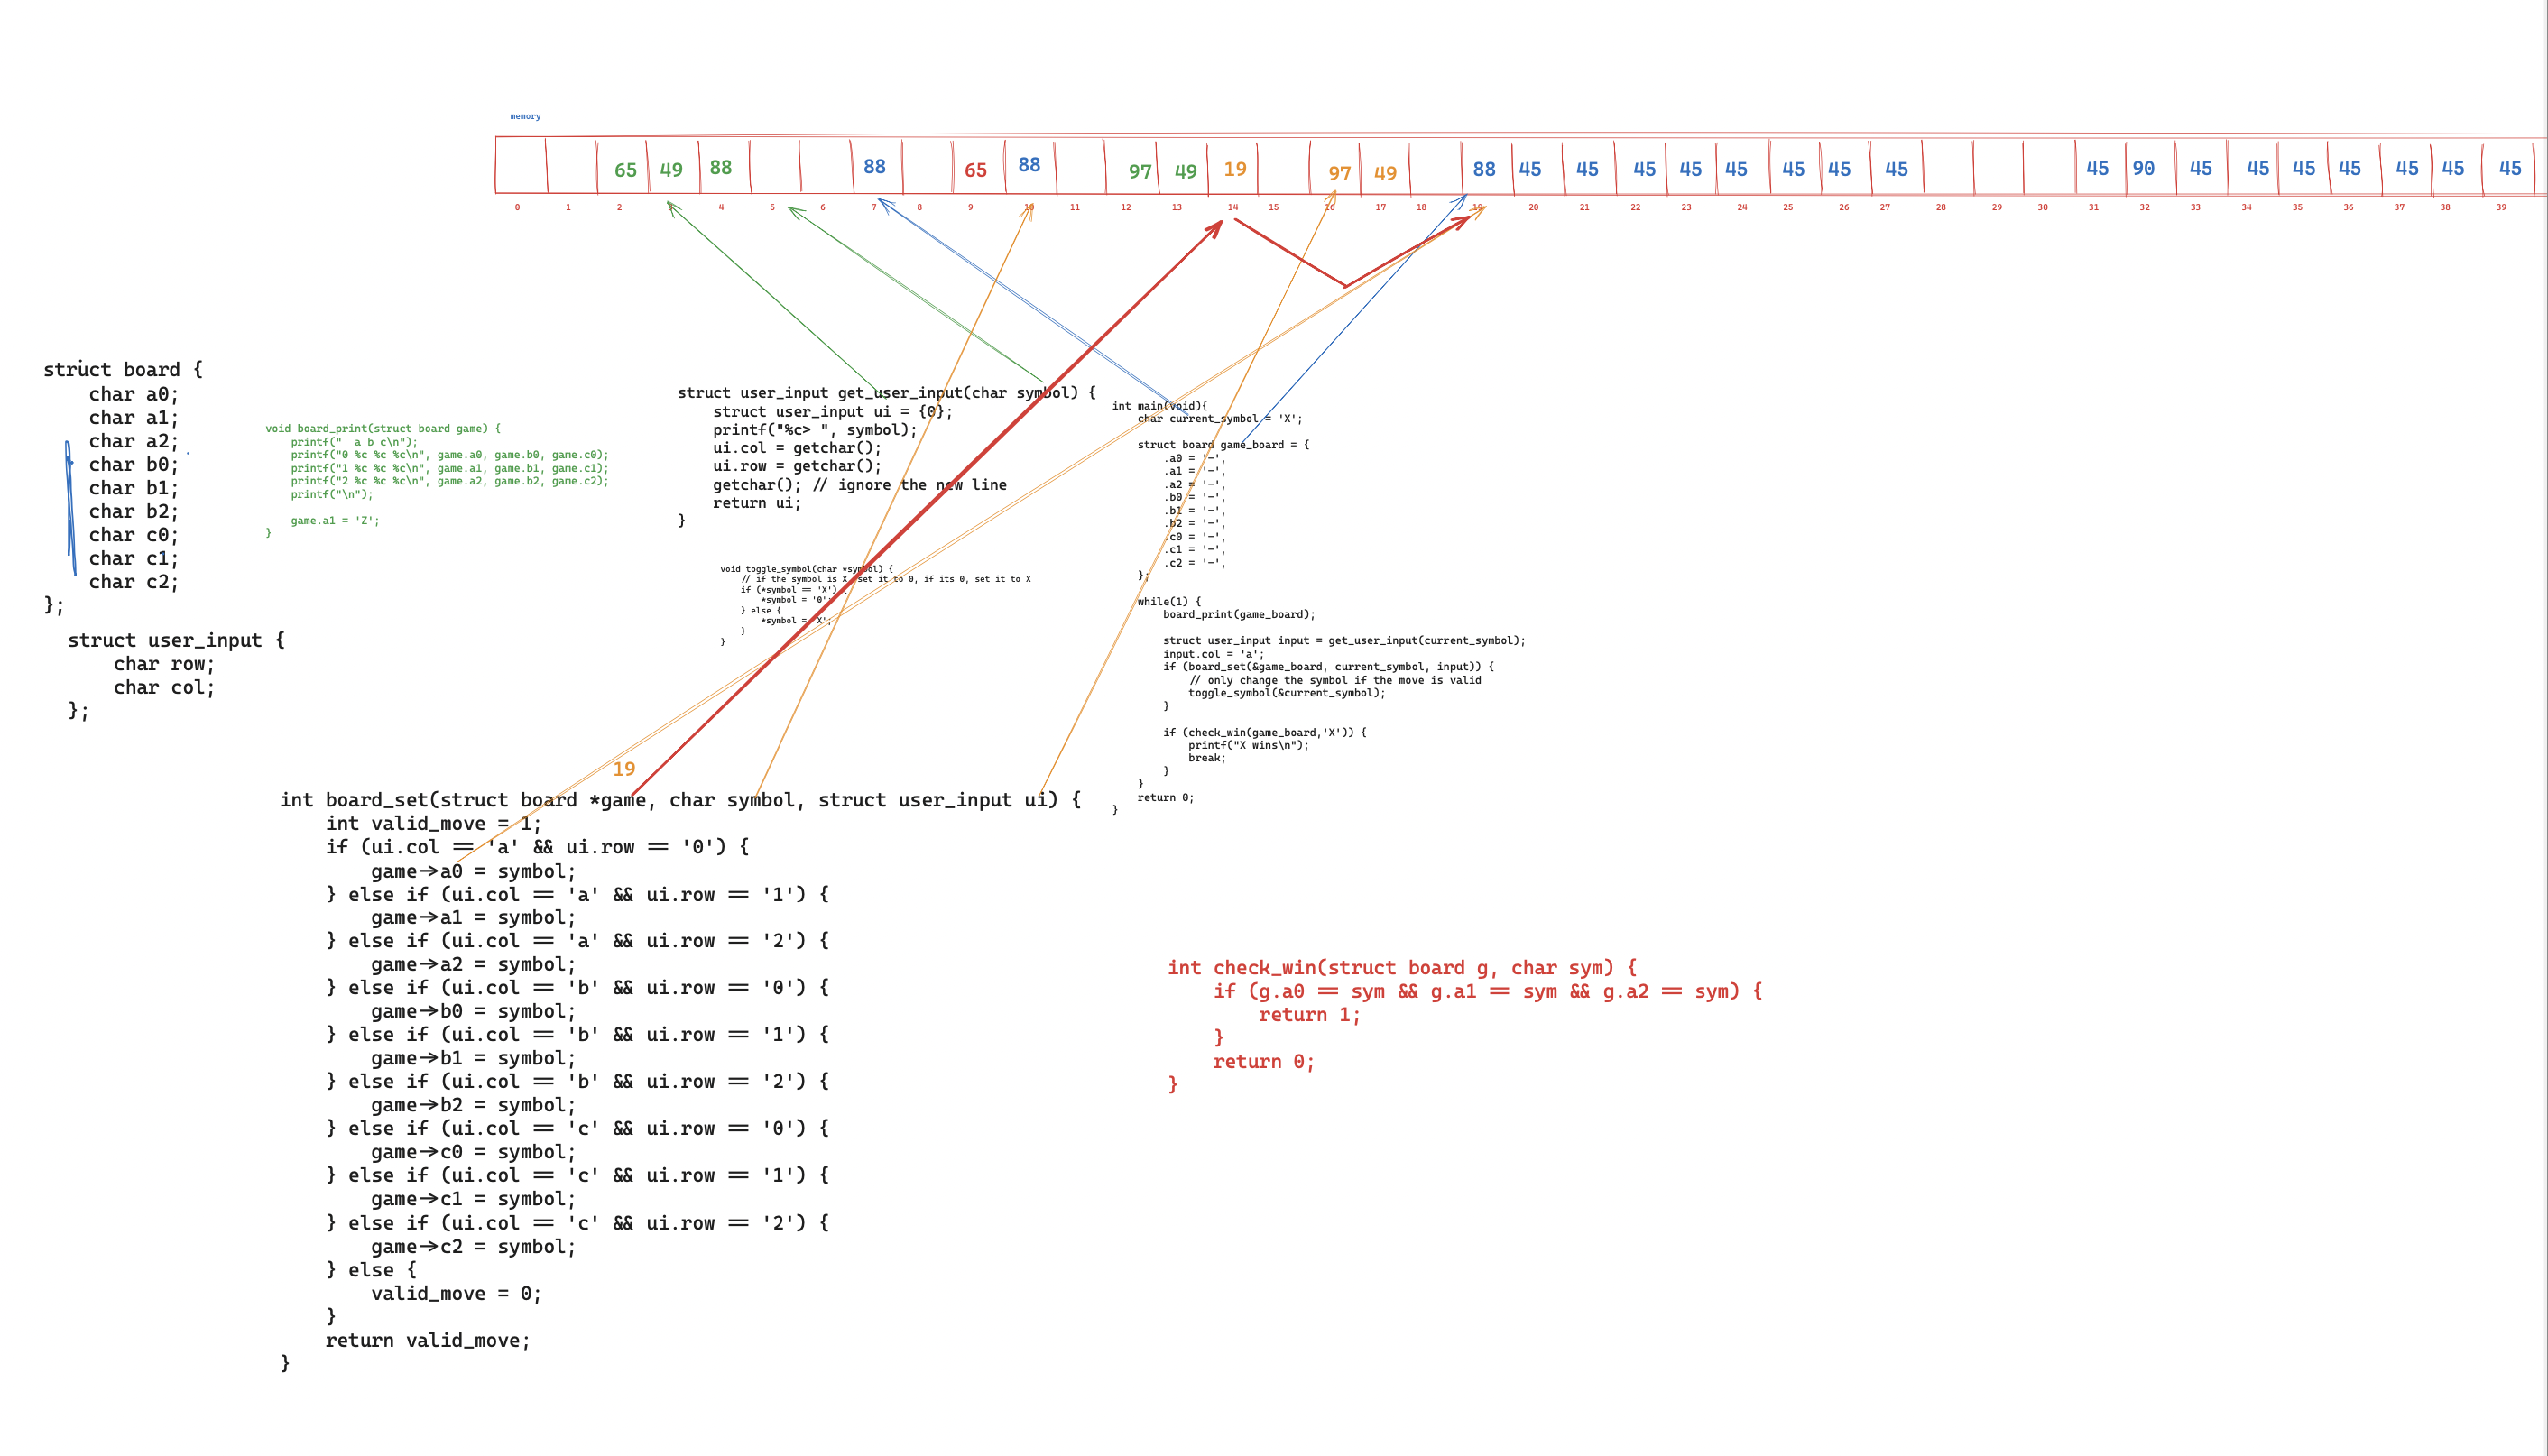 memory
65 49 88 88 65 88 97 49 19 97 49 88 45 45 45 45 45 45 45 45 45 90 45 45 45 45 45 45 45
0 1 2 3 4 5 6 7 8 9 10 11 12 13 14 15 16 17 18 19 20 21 22 23 24 25 26 27 28 29 30 31 32 33 34 35 36 37 38 39
struct board {
    char a0;
    char a1;
    char a2;
    char b0;
    char b1;
    char b2;
    char c0;
    char c1;
    char c2;
};
struct user_input {
    char row;
    char col;
};
void board_print(struct board game) {
    printf("  a b c\n");
    printf("0 %c %c %c\n", game.a0, game.b0, game.c0);
    printf("1 %c %c %c\n", game.a1, game.b1, game.c1);
    printf("2 %c %c %c\n", game.a2, game.b2, game.c2);
    printf("\n");
    game.a1 = 'Z';
}
struct user_input get_user_input(char symbol) {
    struct user_input ui = {0};
    printf("%c> ", symbol);
    ui.col = getchar();
    ui.row = getchar();
    getchar(); // ignore the new line
    return ui;
}
void toggle_symbol(char *symbol) {
    // if the symbol is X, set it to 0, if its 0, set it to X
    if (*symbol == 'X') {
        *symbol = '0';
    } else {
        *symbol = 'X';
    }
}
int main(void){
    char current_symbol = 'X';
    struct board game_board = {
        .a0 = '-',
        .a1 = '-',
        .a2 = '-',
        .b0 = '-',
        .b1 = '-',
        .b2 = '-',
        .c0 = '-',
        .c1 = '-',
        .c2 = '-',
    };
    while(1) {
        board_print(game_board);
        struct user_input input = get_user_input(current_symbol);
        input.col = 'a';
        if (board_set(&game_board, current_symbol, input)) {
            // only change the symbol if the move is valid
            toggle_symbol(&current_symbol);
        }
        if (check_win(game_board,'X')) {
            printf("X wins\n");
            break;
        }
    }
    return 0;
}
19
int board_set(struct board *game, char symbol, struct user_input ui) {
    int valid_move = 1;
    if (ui.col == 'a' && ui.row == '0') {
        game->a0 = symbol;
    } else if (ui.col == 'a' && ui.row == '1') {
        game->a1 = symbol;
    } else if (ui.col == 'a' && ui.row == '2') {
        game->a2 = symbol;
    } else if (ui.col == 'b' && ui.row == '0') {
        game->b0 = symbol;
    } else if (ui.col == 'b' && ui.row == '1') {
        game->b1 = symbol;
    } else if (ui.col == 'b' && ui.row == '2') {
        game->b2 = symbol;
    } else if (ui.col == 'c' && ui.row == '0') {
        game->c0 = symbol;
    } else if (ui.col == 'c' && ui.row == '1') {
        game->c1 = symbol;
    } else if (ui.col == 'c' && ui.row == '2') {
        game->c2 = symbol;
    } else {
        valid_move = 0;
    }
    return valid_move;
}
int check_win(struct board g, char sym) {
    if (g.a0 == sym && g.a1 == sym && g.a2 == sym) {
        return 1;
    }
    return 0;
}